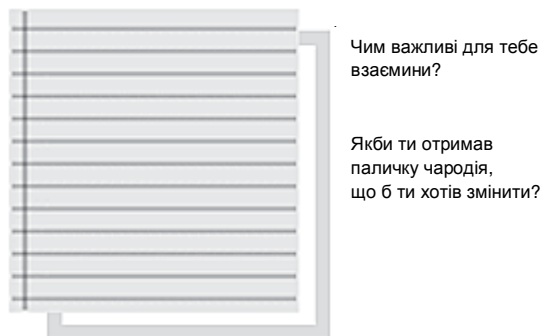 Чим важливі для тебе
взаємини?
Якби ти отримав
паличку чародія,
що б ти хотів змінити?